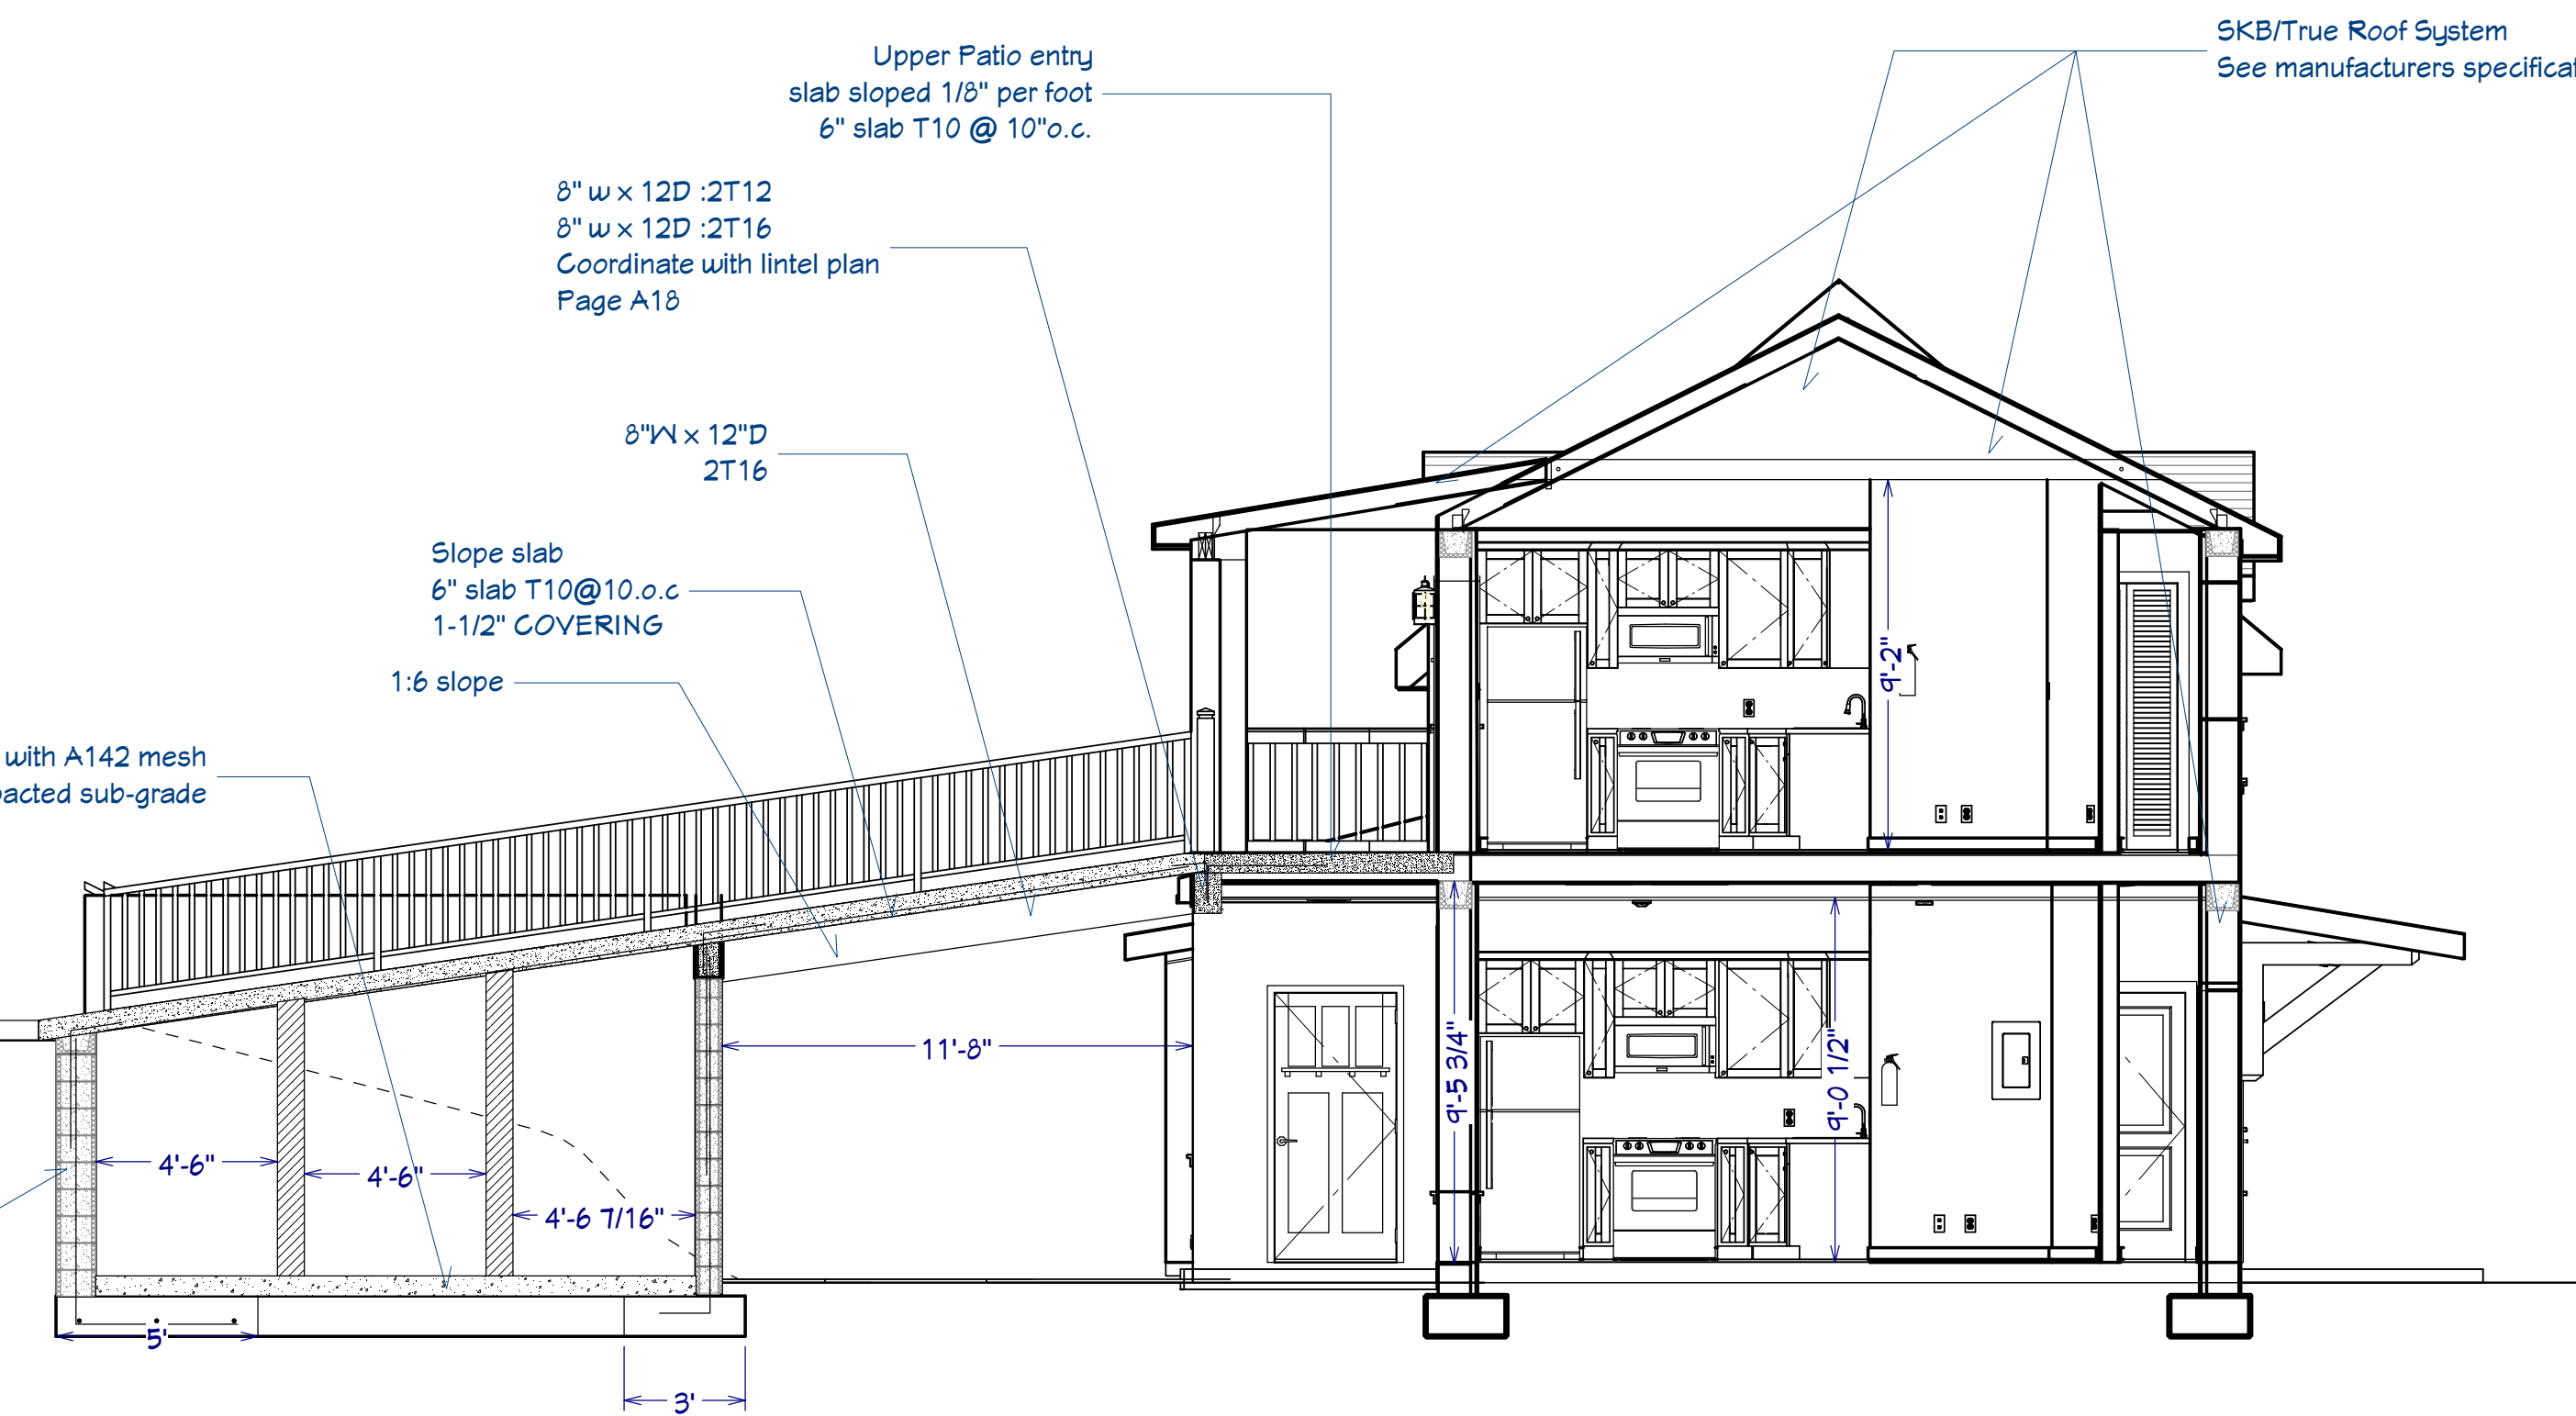 SKB/True Roof System
See manufacturers specificat
Upper Patio entry
slab sloped 1/8" per foot
6" slab T10 @ 10"o.c.
8" w x 12D :2T12
8" w x 12D :2T16
Coordinate with lintel plan
Page A18
8"W x 12"D
2T16
Slope slab
6" slab T10@10.o.c
1-1/2" COVERING
1:6 slope
with A142 mesh
acted sub-grade
9'-2"
11'-8"
9'-5 3/4"
9'-0 1/2"
4'-6"
4'-6"
4'-6 7/16"
5'
3'